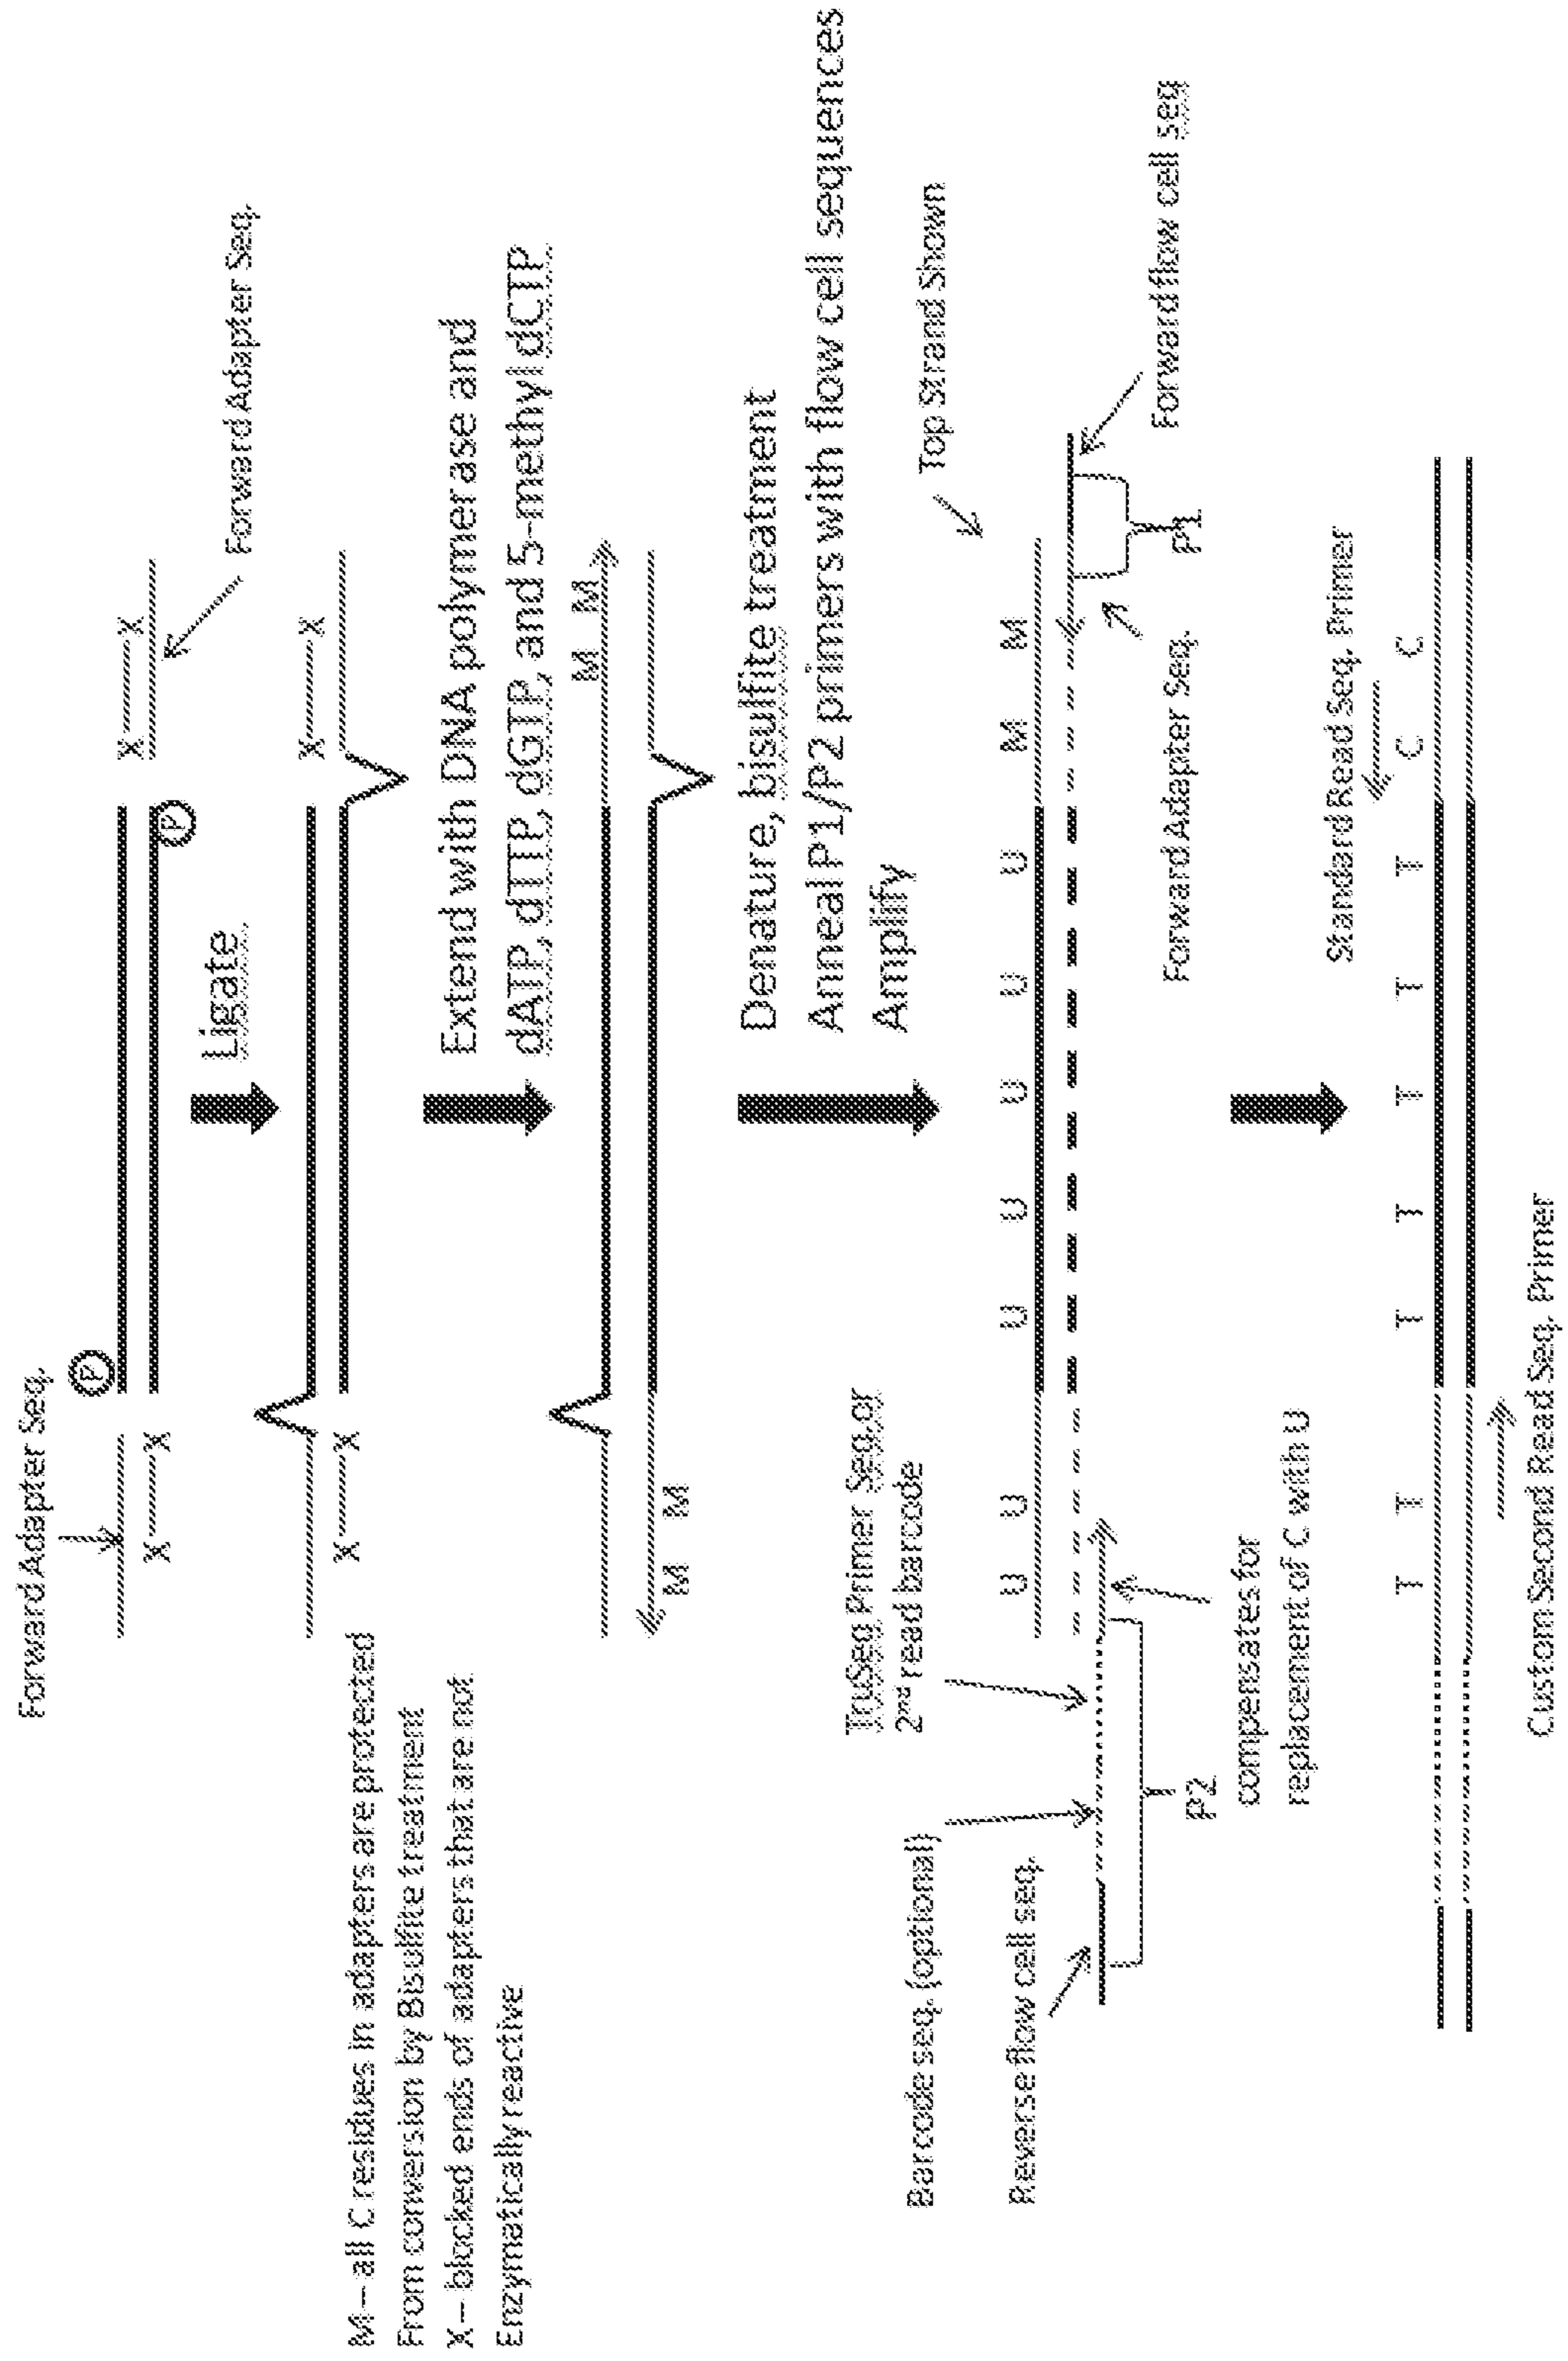 Forward Adapter Seq.
P
X X
X X
P
Forward Adapter Seq.
Ligate
X X
X X
M – all C residues in adapters are protected
From conversion by Bisulfite treatment
X – blocked ends of adapters that are not
Enzymatically reactive
Extend with DNA polymerase and
dATP, dTTP, dGTP, and 5-methyl dCTP
M M
M M
Denature, bisulfite treatment
Anneal P1/P2 primers with flow cell sequences
Amplify
TruSeq Primer Seq.or
2nd read barcode
Top Strand Shown
Barcode seq. (optional)
Reverse flow cell seq.
U U U U U U U M M
P2
compensates for
replacement of C with U
Forward Adapter Seq.
P1
Forward flow cell seq
Standard Read Seq. Primer
T T T T T T T C C
Custom Second Read Seq. Primer